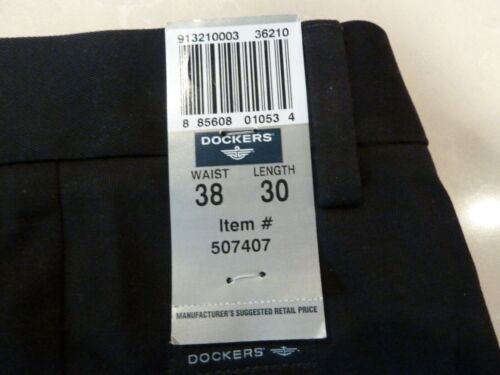 913210003 36210
8 85608 01053 4
DOCKERS
WAIST LENGTH
38 30
Item #
507407
MANUFACTURER'S SUGGESTED RETAIL PRICE
DOCKERS